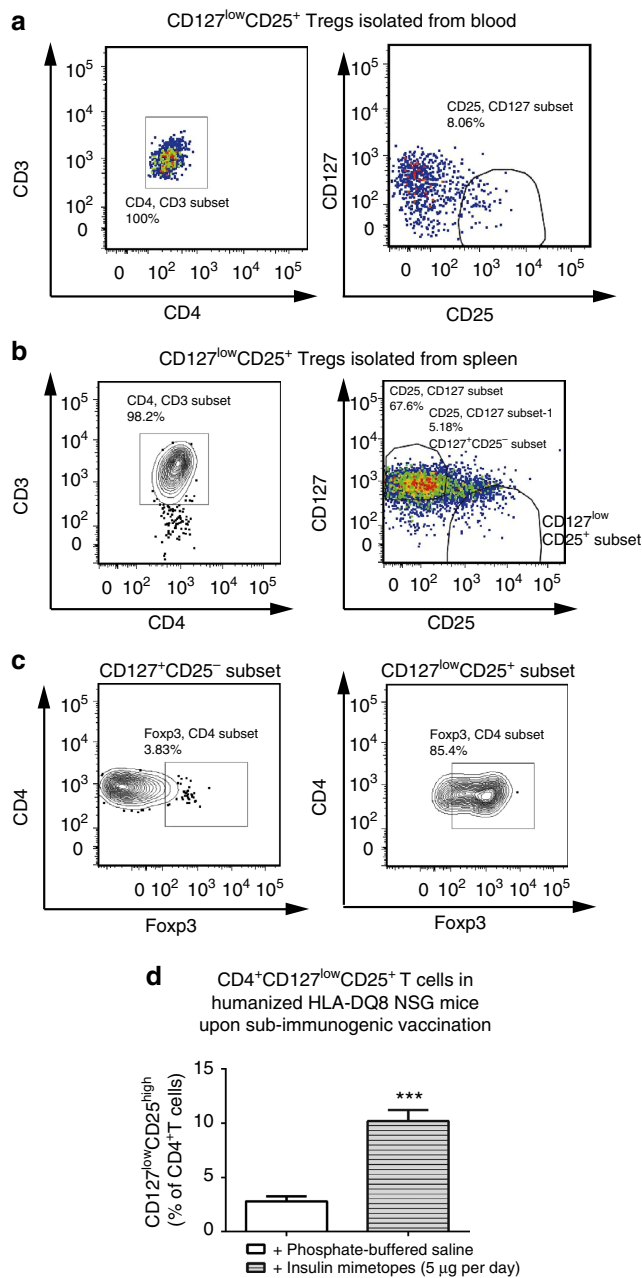 a
CD127lowCD25+ Tregs isolated from blood
CD3
10⁵
10⁴
10³
10²
0
CD4, CD3 subset
100%
0 10² 10³ 10⁴ 10⁵
CD4
CD127
10⁵
10⁴
10³
10²
0
CD25, CD127 subset
8.06%
0 10² 10³ 10⁴ 10⁵
CD25
b
CD127lowCD25+ Tregs isolated from spleen
CD3
10⁵
10⁴
10³
10²
0
CD4, CD3 subset
98.2%
0 10² 10³ 10⁴ 10⁵
CD4
CD127
10⁵
10⁴
10³
10²
0
CD25, CD127 subset
67.6%
CD25, CD127 subset-1
5.18%
CD127+CD25− subset
CD127low
CD25+ subset
0 10² 10³ 10⁴ 10⁵
CD25
c
CD127+CD25− subset
CD4
10⁵
10⁴
10³
10²
0
Foxp3, CD4 subset
3.83%
0 10² 10³ 10⁴ 10⁵
Foxp3
CD127lowCD25+ subset
CD4
10⁵
10⁴
10³
10²
0
Foxp3, CD4 subset
85.4%
0 10² 10³ 10⁴ 10⁵
Foxp3
d
CD4+CD127lowCD25+ T cells in
humanized HLA-DQ8 NSG mice
upon sub-immunogenic vaccination
CD127lowCD25high
(% of CD4+T cells)
15
10
5
0
***
+ Phosphate-buffered saline
+ Insulin mimetopes (5 µg per day)